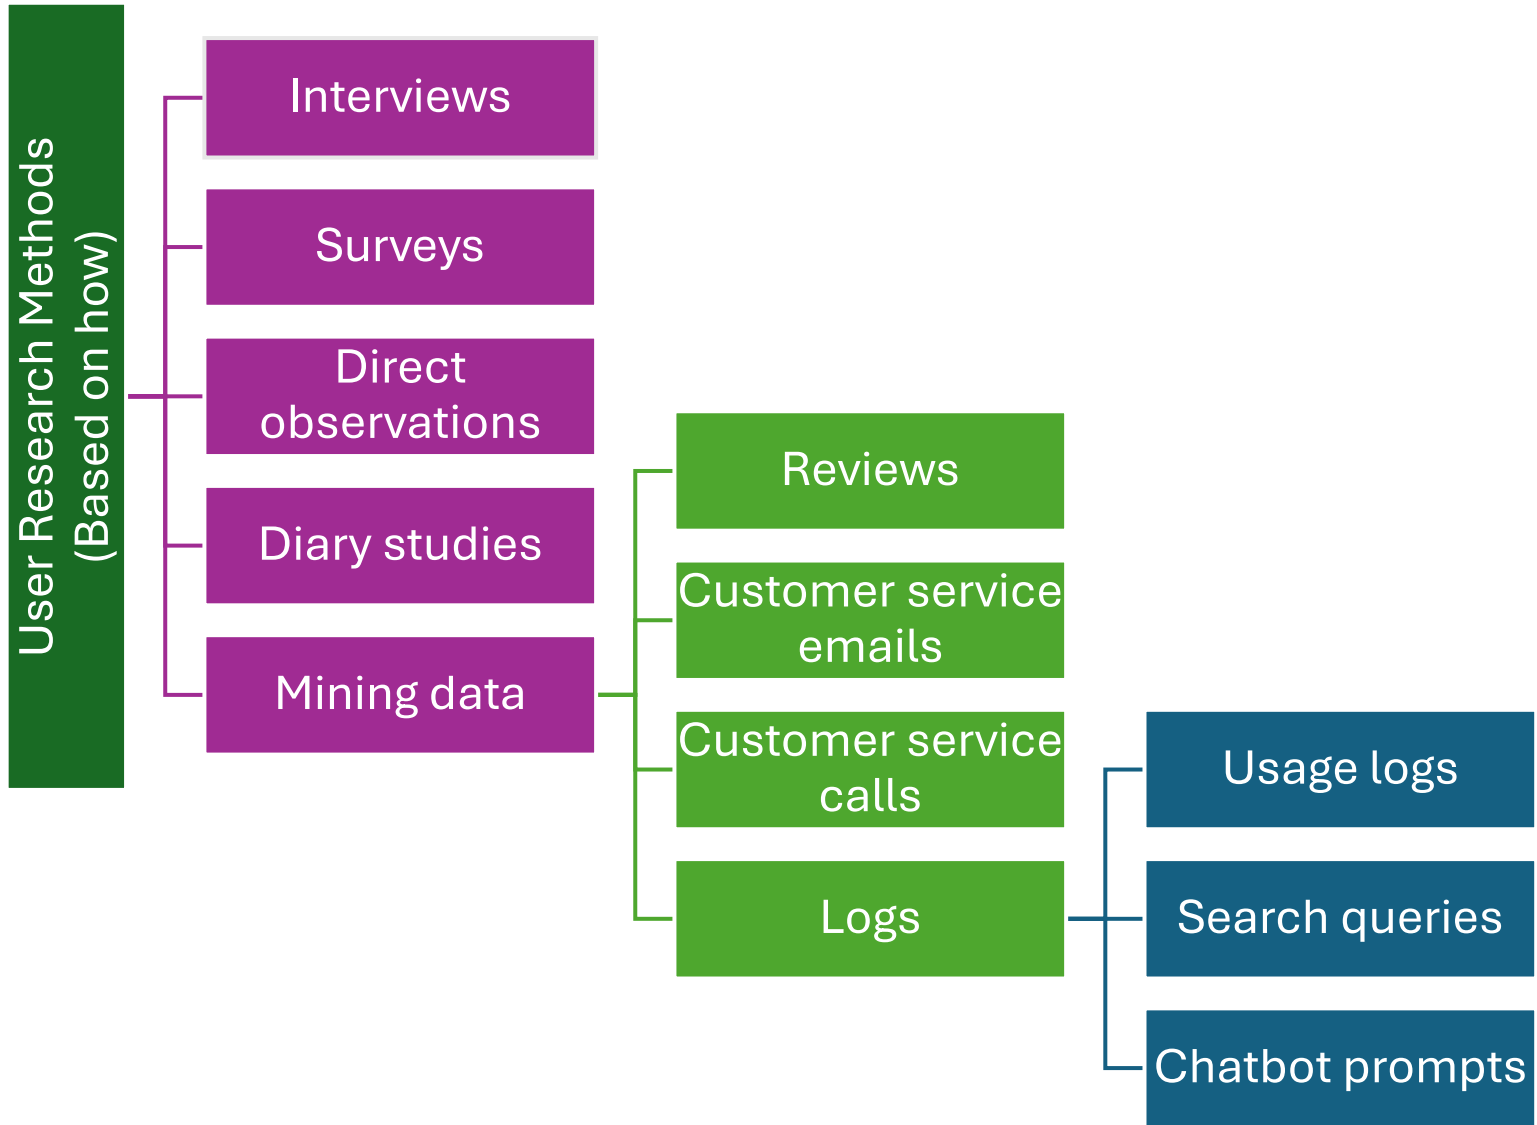 User Research Methods
(Based on how)
Interviews
Surveys
Direct
observations
Diary studies
Mining data
Reviews
Customer service
emails
Customer service
calls
Logs
Usage logs
Search queries
Chatbot prompts